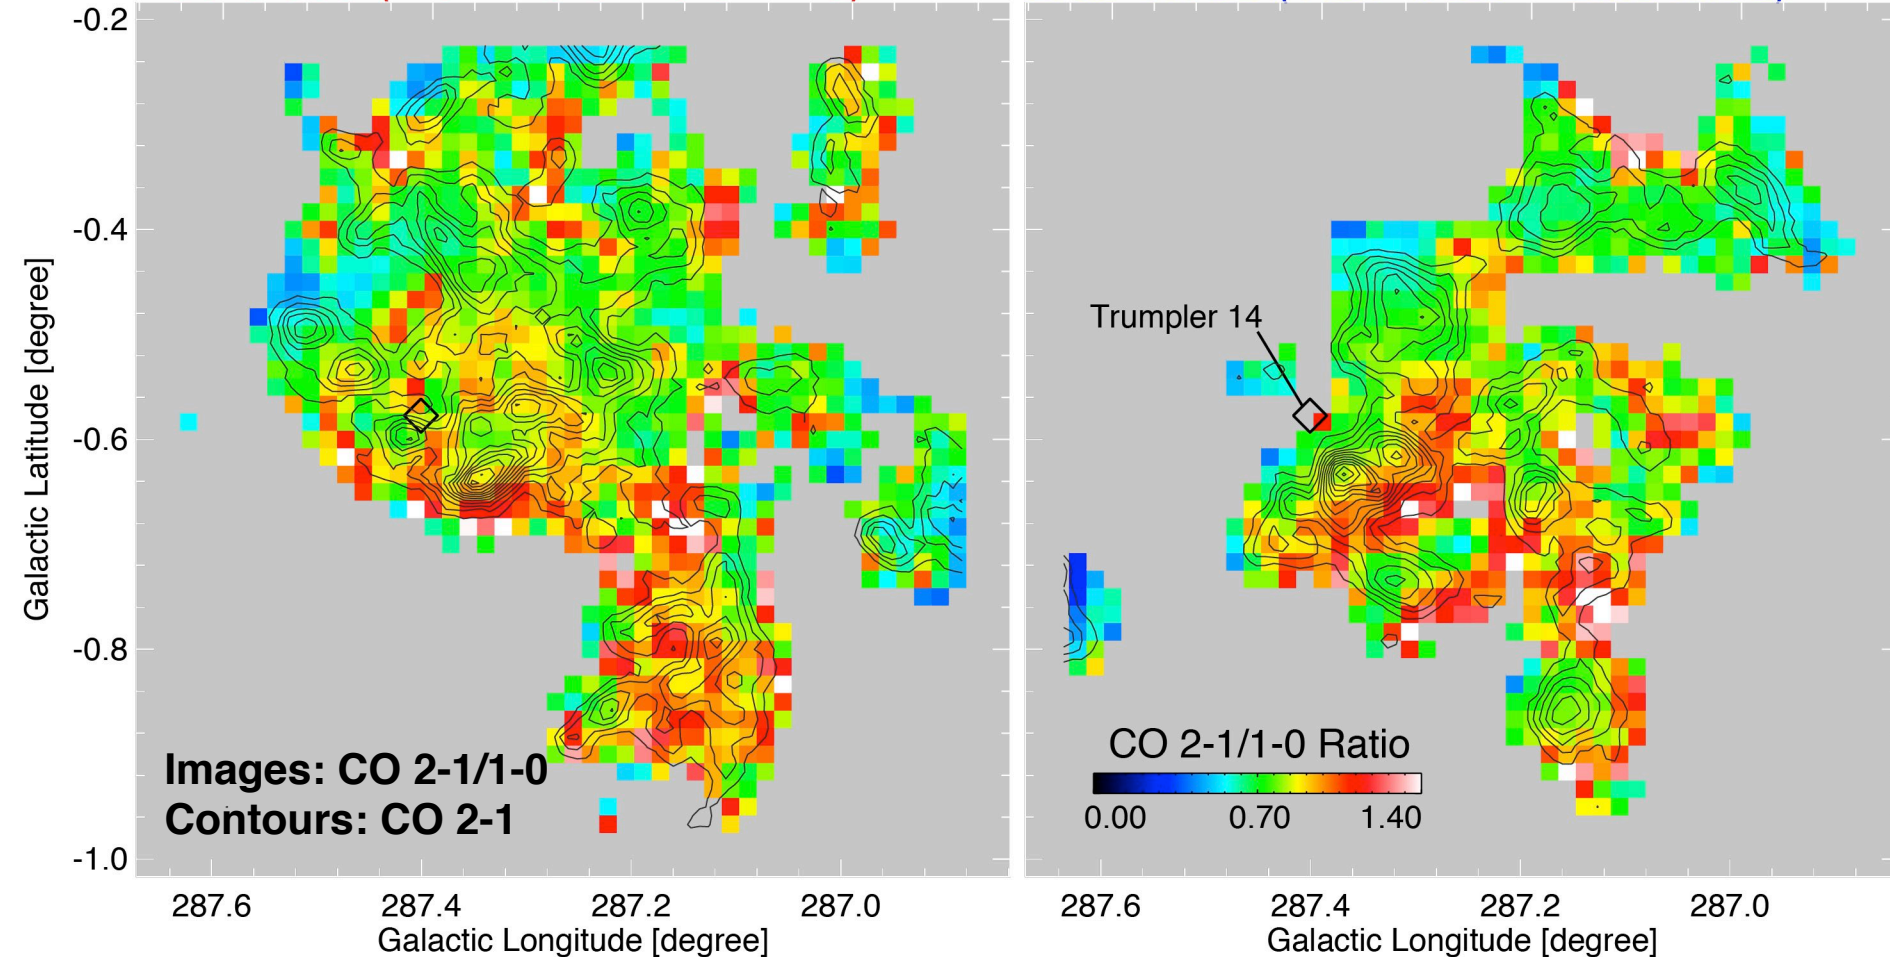 -0.2
-0.4
-0.6
-0.8
-1.0
Galactic Latitude [degree]
Images: CO 2-1/1-0
Contours: CO 2-1
287.6 287.4 287.2 287.0
Galactic Longitude [degree]
Trumpler 14
CO 2-1/1-0 Ratio
0.00 0.70 1.40
287.6 287.4 287.2 287.0
Galactic Longitude [degree]